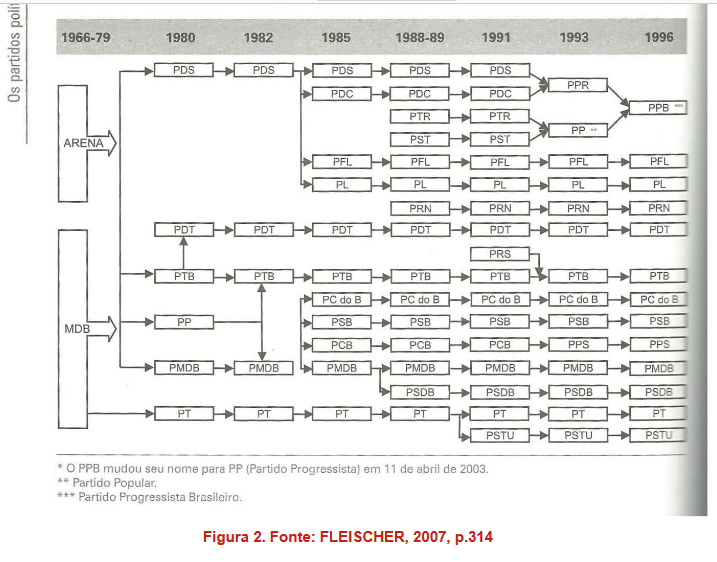 Os partidos polít
1966-79 1980 1982 1985 1988-89 1991 1993 1996
PDS PDS PDS PDS PDS
PPR
PDC PDC PDC
PPB ***
PTR PTR
ARENA
PP **
PST PST
PFL PFL PFL PFL PFL
PL PL PL PL PL
PRN PRN PRN PRN
PDT PDT PDT PDT PDT PDT PDT
PRS
PTB PTB PTB PTB PTB PTB PTB
PC do B PC do B PC do B PC do B PC do B
MDB
PP PSB PSB PSB PSB PSB
PCB PCB PCB PPS PPS
PMDB PMDB PMDB PMDB PMDB PMDB PMDB
PSDB PSDB PSDB PSDB
PT PT PT PT PT PT PT
PSTU PSTU PSTU
* O PPB mudou seu nome para PP (Partido Progressista) em 11 de abril de 2003.
** Partido Popular.
*** Partido Progressista Brasileiro.
Figura 2. Fonte: FLEISCHER, 2007, p.314